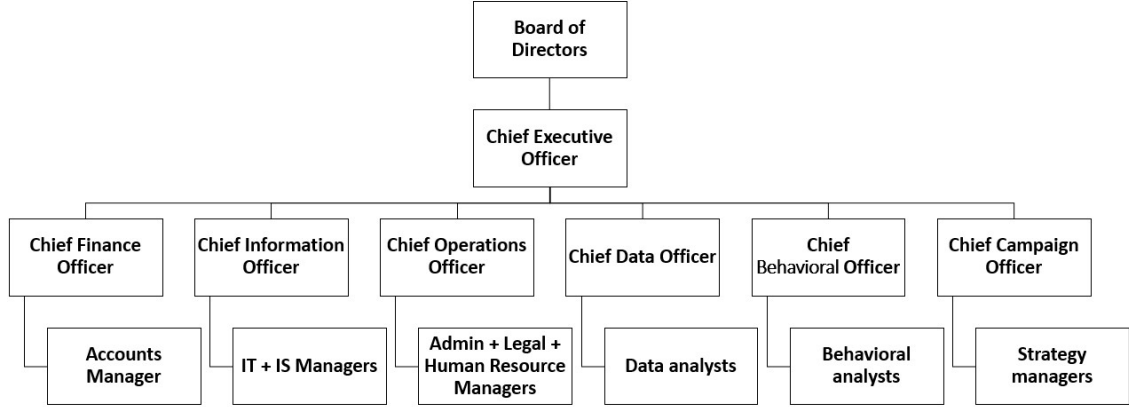 Board of
Directors
Chief Executive
Officer
Chief Finance
Officer
Chief Information
Officer
Chief Operations
Officer
Chief Data Officer
Chief
Behavioral Officer
Chief Campaign
Officer
Accounts
Manager
IT + IS Managers
Admin + Legal +
Human Resource
Managers
Data analysts
Behavioral
analysts
Strategy
managers